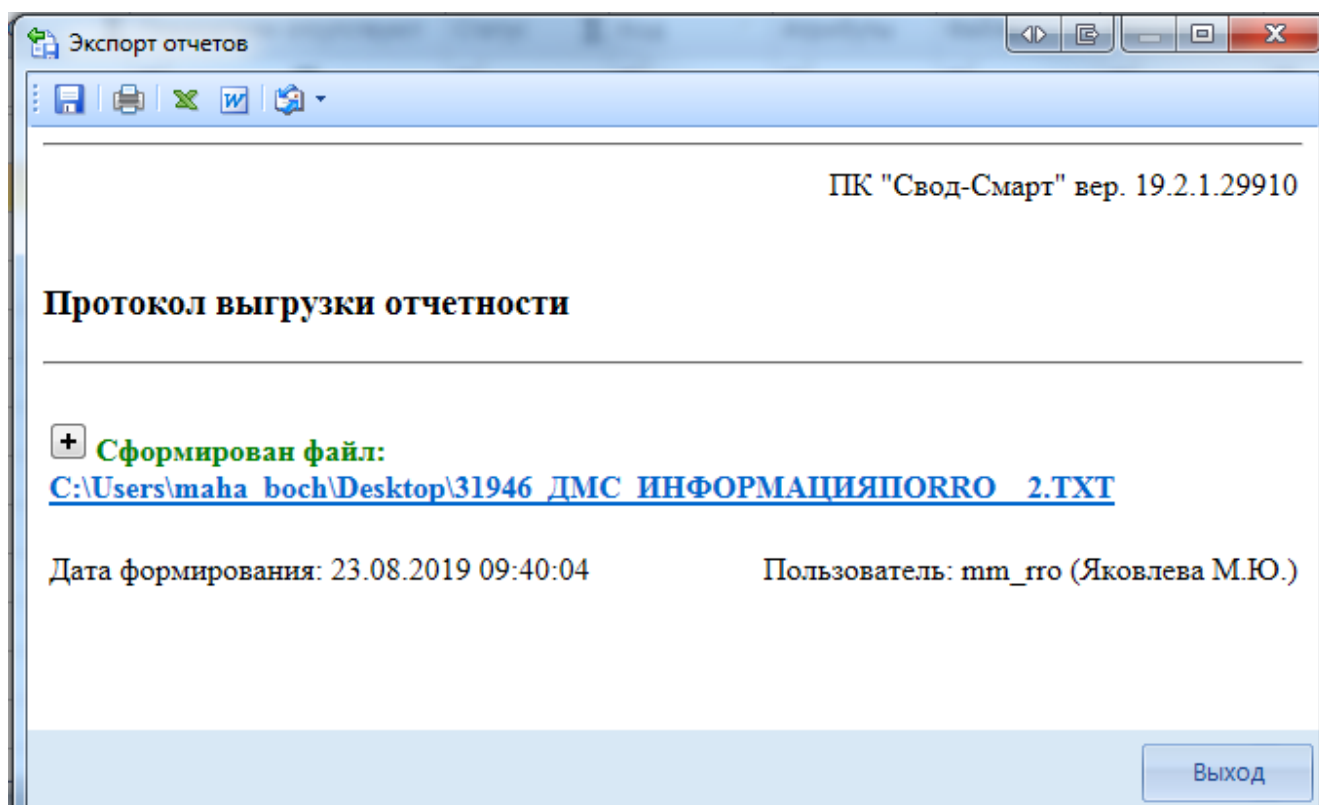 Экспорт отчетов
ПК "Свод-Смарт" вер. 19.2.1.29910
Протокол выгрузки отчетности
Сформирован файл:
C:\Users\maha_boch\Desktop\31946_ДМС_ИНФОРМАЦИЯПОRRO__2.TXT
Дата формирования: 23.08.2019 09:40:04 Пользователь: mm_rro (Яковлева М.Ю.)
Выход